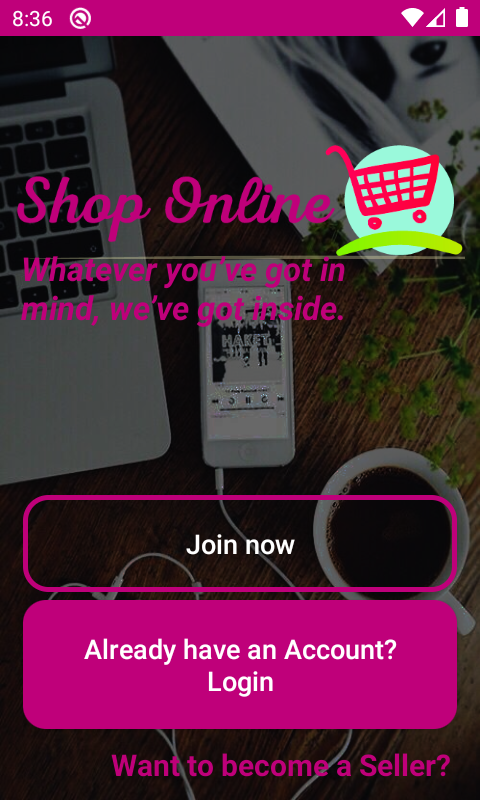 8:36
Shop Online
Whatever you've got in
mind, we've got inside.
HAKET
Join now
Already have an Account?
Login
Want to become a Seller?